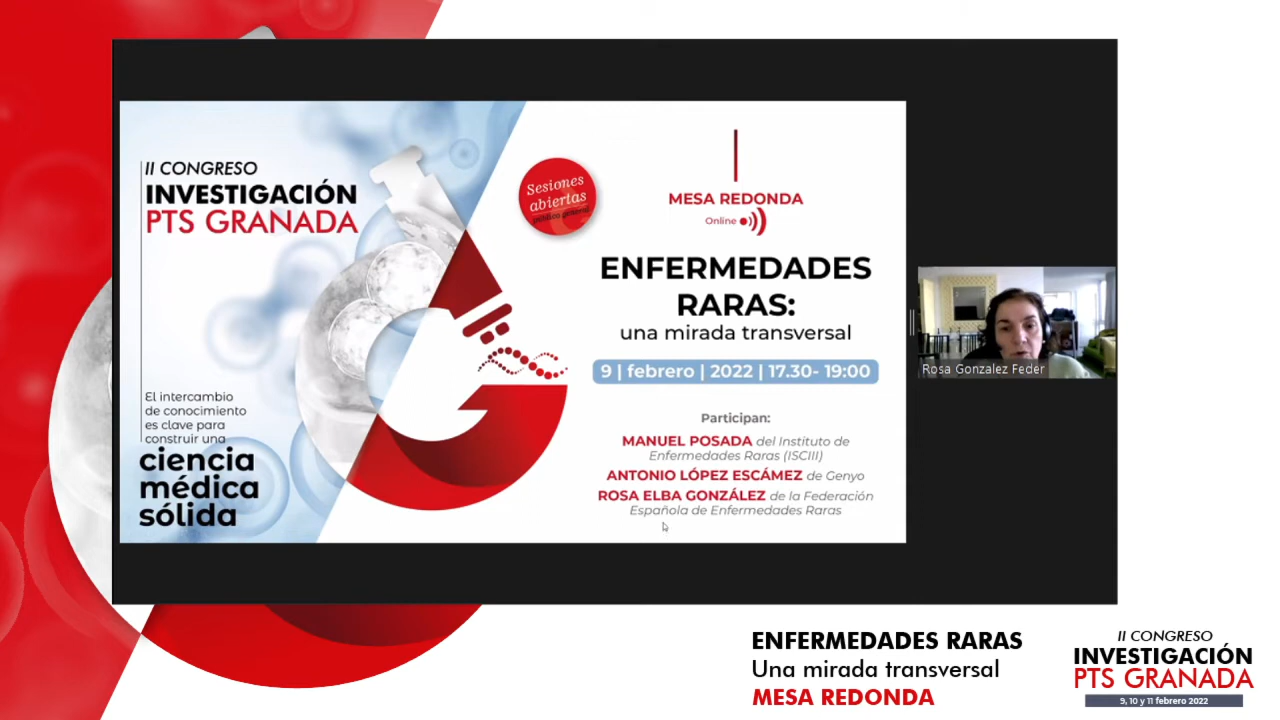 II CONGRESO
INVESTIGACIÓN
PTS GRANADA
El intercambio
de conocimiento
es clave para
construir una
ciencia
médica
sólida
Sesiones
abiertas
público general
MESA REDONDA
Online
ENFERMEDADES
RARAS:
una mirada transversal
9 | febrero | 2022 | 17.30- 19:00
Participan:
MANUEL POSADA del Instituto de
Enfermedades Raras (ISCIII)
ANTONIO LÓPEZ ESCÁMEZ de Genyo
ROSA ELBA GONZÁLEZ de la Federación
Española de Enfermedades Raras
Rosa Gonzalez Feder
ENFERMEDADES RARAS
Una mirada transversal
MESA REDONDA
II CONGRESO
INVESTIGACIÓN
PTS GRANADA
9, 10 y 11 febrero 2022